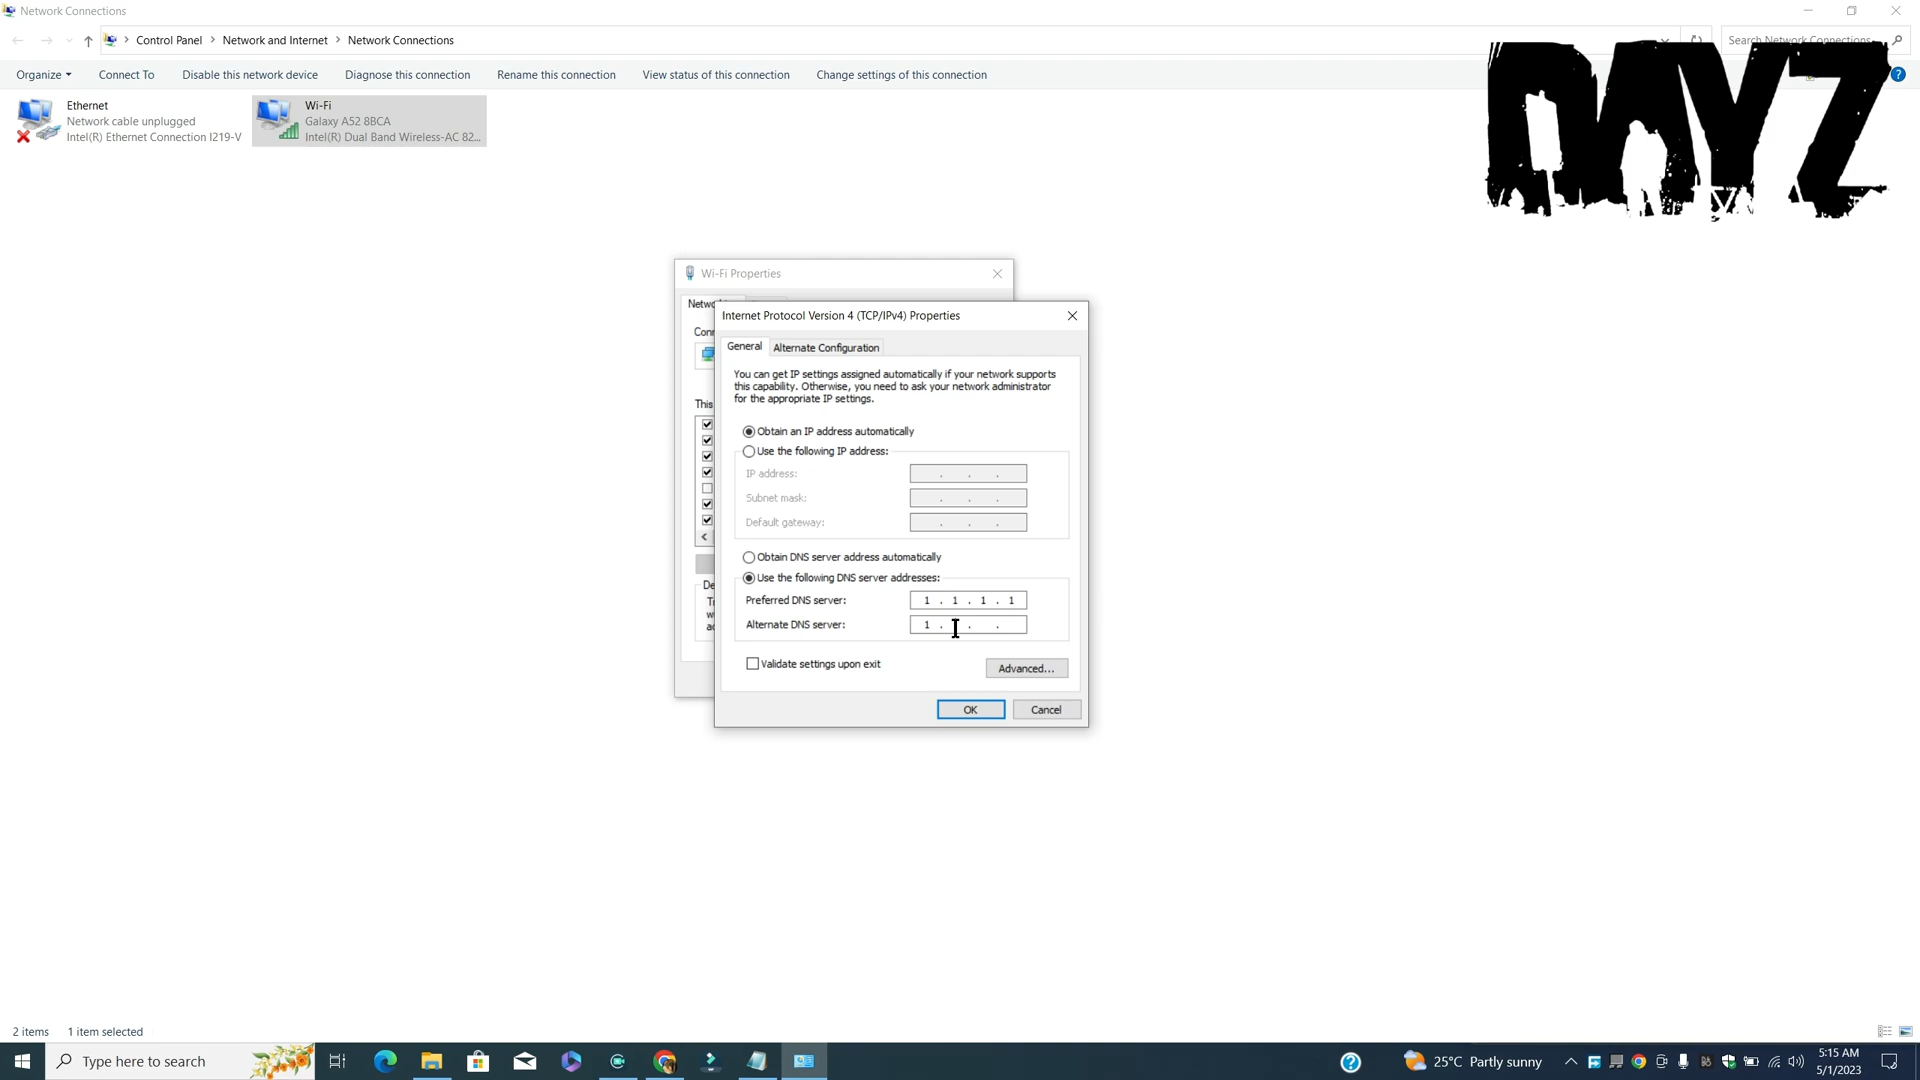 Network Connections
Control Panel > Network and Internet > Network Connections
Search Network Connections
Organize Connect To Disable this network device Diagnose this connection Rename this connection View status of this connection Change settings of this connection
Ethernet
Network cable unplugged
Intel(R) Ethernet Connection I219-V
Wi-Fi
Galaxy A52 8BCA
Intel(R) Dual Band Wireless-AC 82...
DAYZ
Wi-Fi Properties
Internet Protocol Version 4 (TCP/IPv4) Properties
General Alternate Configuration
You can get IP settings assigned automatically if your network supports
this capability. Otherwise, you need to ask your network administrator
for the appropriate IP settings.
Obtain an IP address automatically
Use the following IP address:
IP address: . . .
Subnet mask: . . .
Default gateway: . . .
Obtain DNS server address automatically
Use the following DNS server addresses:
Preferred DNS server: 1 . 1 . 1 . 1
Alternate DNS server: 1 . . .
Validate settings upon exit
Advanced...
OK Cancel
This
2 items 1 item selected
Type here to search
25°C Partly sunny
5:15 AM
5/1/2023